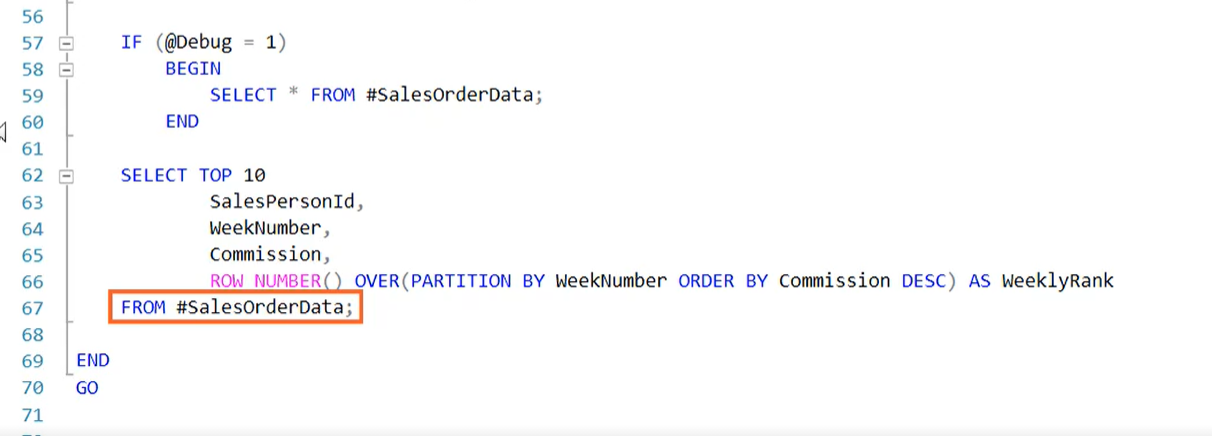 56
57 IF (@Debug = 1)
58 BEGIN
59 SELECT * FROM #SalesOrderData;
60 END
61
62 SELECT TOP 10
63 SalesPersonId,
64 WeekNumber,
65 Commission,
66 ROW_NUMBER() OVER(PARTITION BY WeekNumber ORDER BY Commission DESC) AS WeeklyRank
67 FROM #SalesOrderData;
68
69 END
70 GO
71